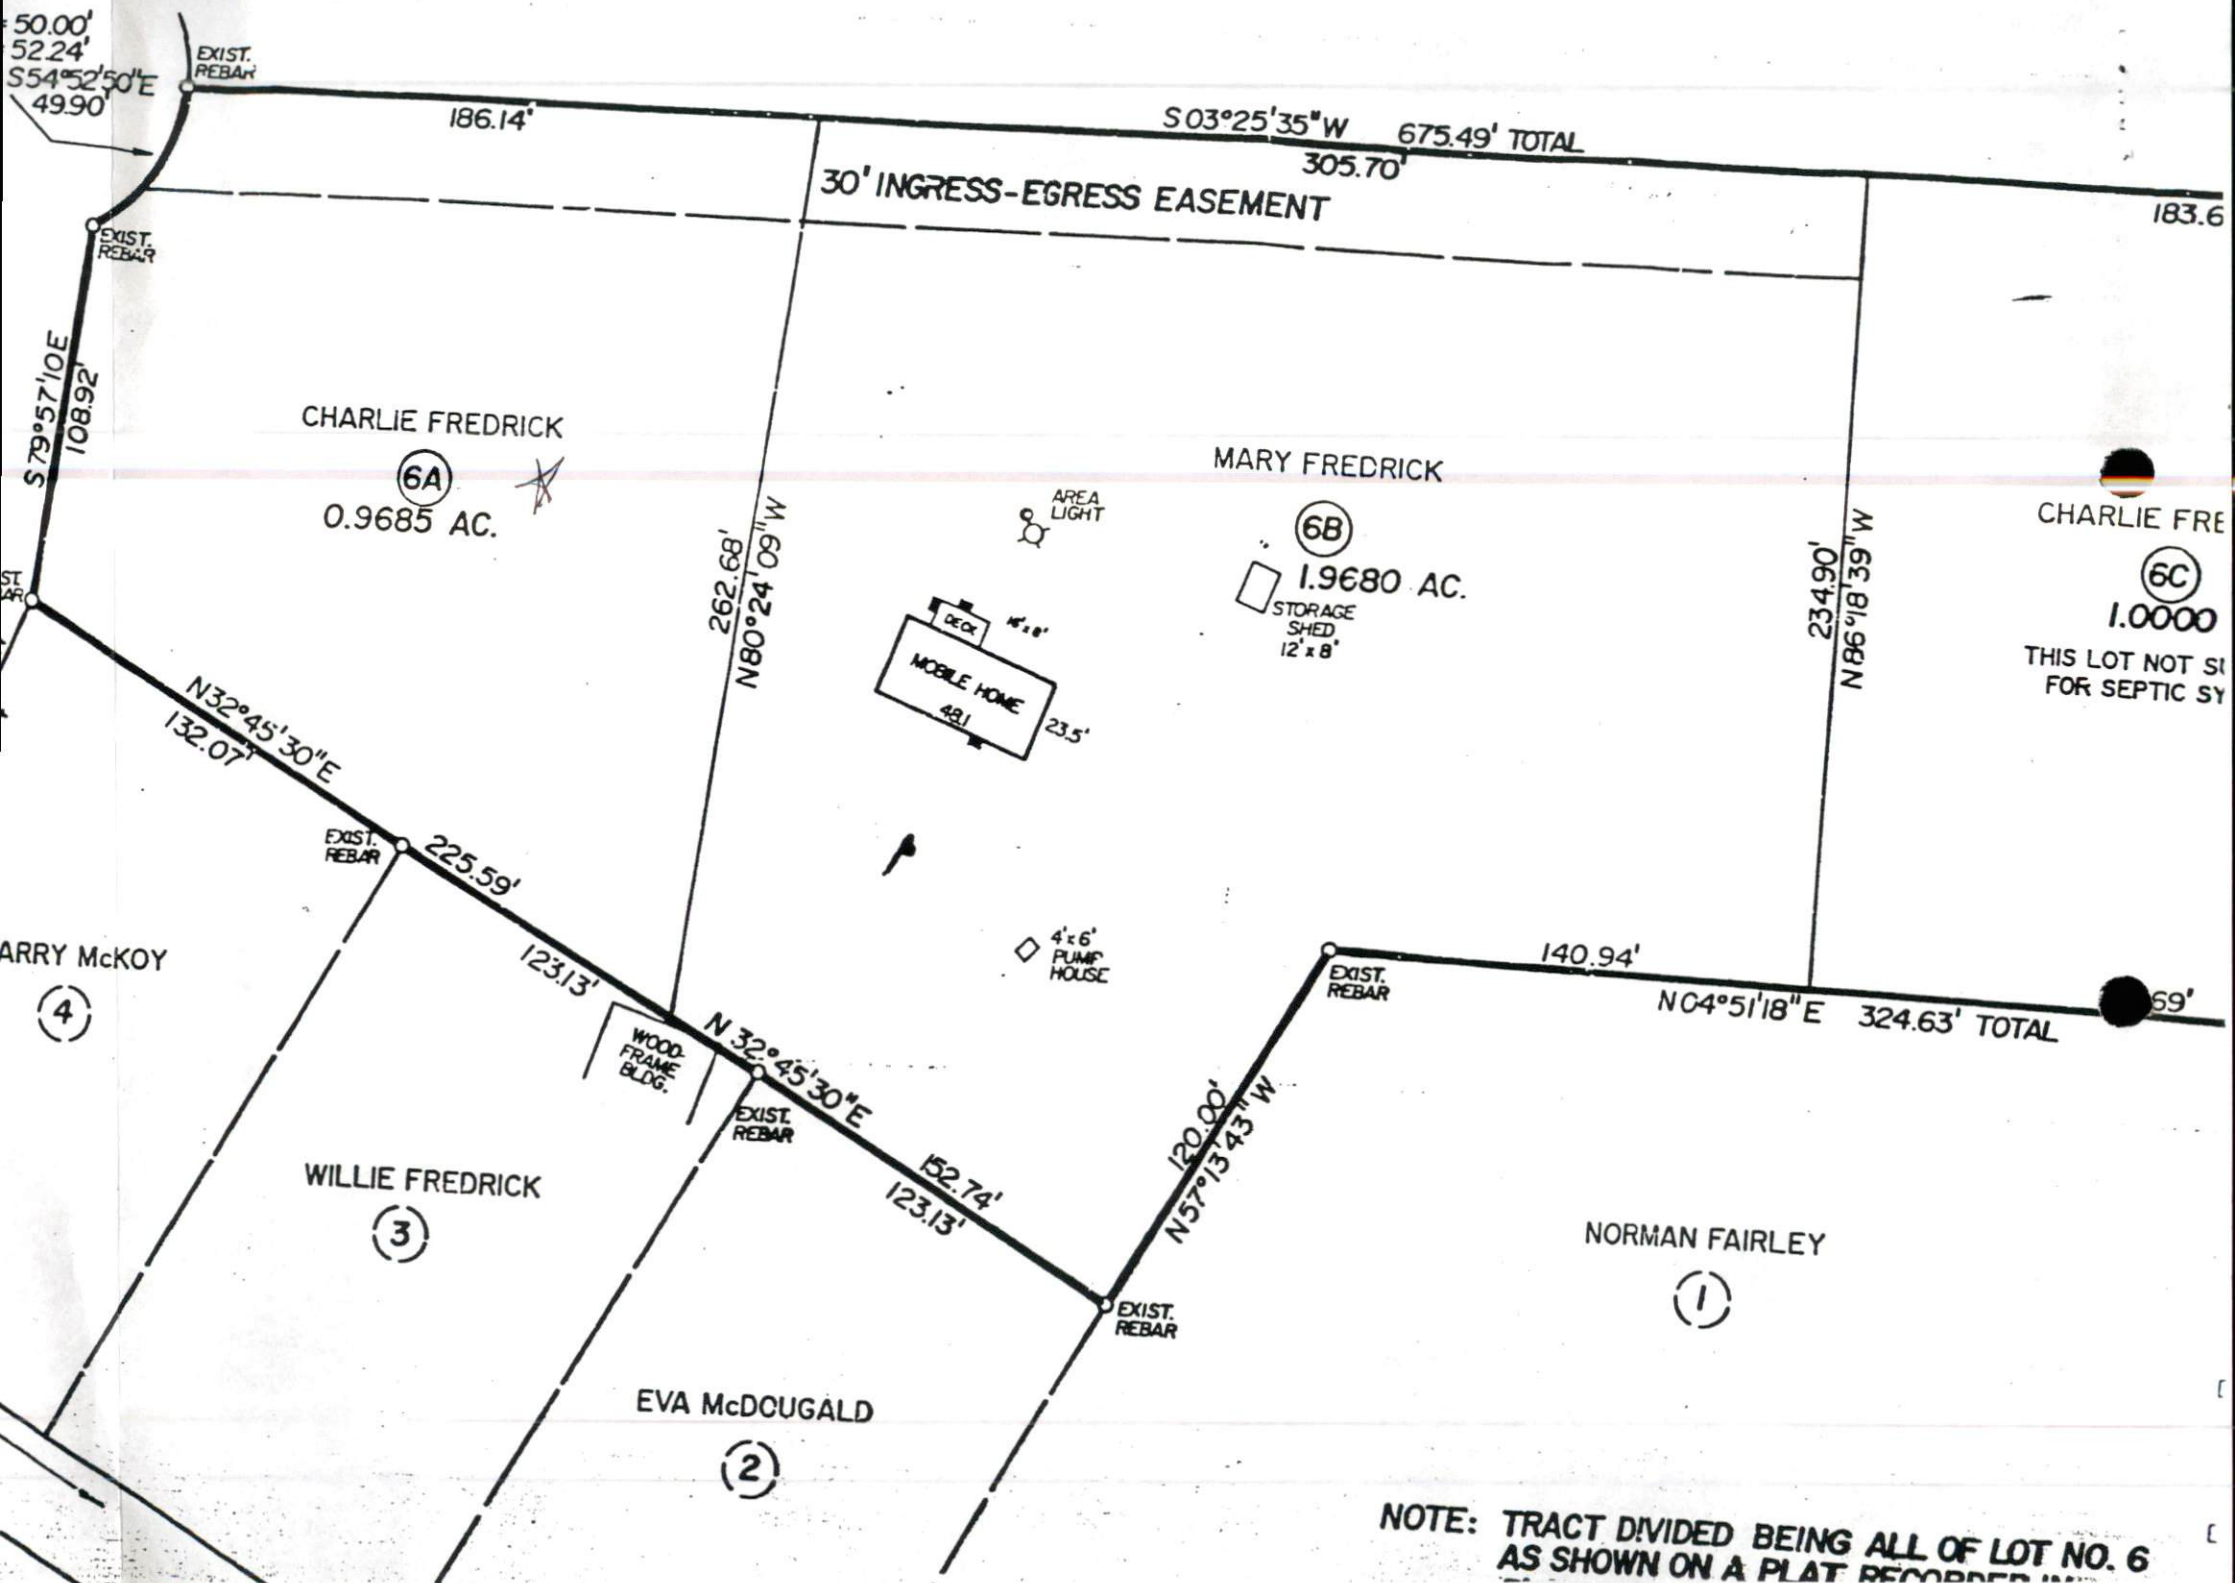 50.00'
52.24'
S54°52'50"E
49.90'
EXIST.
REBAR
186.14'
S03°25'35"W 675.49' TOTAL
305.70'
183.6
30' INGRESS-EGRESS EASEMENT
EXIST.
REBAR
S79°57'10E
108.92'
CHARLIE FREDRICK
6A
0.9685 AC.
262.68'
N80°24'09"W
MARY FREDRICK
6B
1.9680 AC.
AREA
LIGHT
STORAGE
SHED
12'x8'
DECK
MOBILE HOME
48.1
23.5'
234.90'
N86°18'39"W
CHARLIE FRE
6C
1.0000
THIS LOT NOT SU
FOR SEPTIC SY
ST
AR
N32°45'30"E
132.07'
EXIST.
REBAR
225.59'
123.13'
4'x6'
PUMP
HOUSE
EXIST.
REBAR
140.94'
N04°51'18"E 324.63' TOTAL
69'
ARRY McKOY
4
WOOD-
FRAME
BLDG.
N 32°45'30"E
EXIST.
REBAR
152.74'
123.13'
120.00'
N57°13'43"W
WILLIE FREDRICK
3
NORMAN FAIRLEY
1
EXIST.
REBAR
EVA McDOUGALD
2
NOTE: TRACT DIVIDED BEING ALL OF LOT NO. 6
AS SHOWN ON A PLAT RECORDED IN